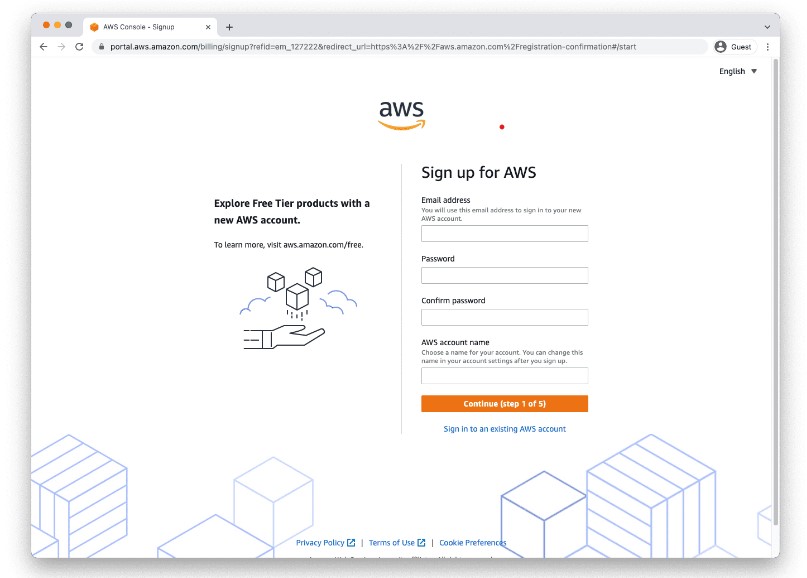 AWS Console - Signup
portal.aws.amazon.com/billing/signup?refid=em_127222&redirect_url=https%3A%2F%2Faws.amazon.com%2Fregistration-confirmation#/start
Guest
English
aws
Explore Free Tier products with a
new AWS account.
To learn more, visit aws.amazon.com/free.
Sign up for AWS
Email address
You will use this email address to sign in to your new
AWS account.
Password
Confirm password
AWS account name
Choose a name for your account. You can change this
name in your account settings after you sign up.
Continue (step 1 of 5)
Sign in to an existing AWS account
Privacy Policy | Terms of Use | Cookie Preferences